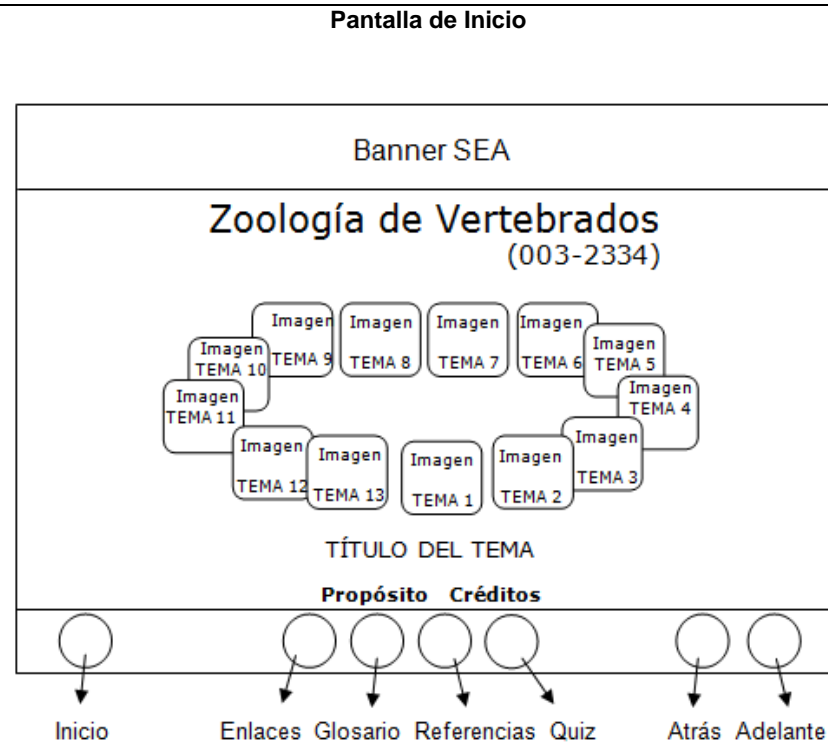 Pantalla de Inicio
Banner SEA
Zoología de Vertebrados
(003-2334)
Imagen
TEMA 9
Imagen
TEMA 8
Imagen
TEMA 7
Imagen
TEMA 6
Imagen
TEMA 10
Imagen
TEMA 5
Imagen
TEMA 11
Imagen
TEMA 4
Imagen
TEMA 12
Imagen
TEMA 13
Imagen
TEMA 1
Imagen
TEMA 2
Imagen
TEMA 3
TÍTULO DEL TEMA
Propósito Créditos
Inicio Enlaces Glosario Referencias Quiz Atrás Adelante